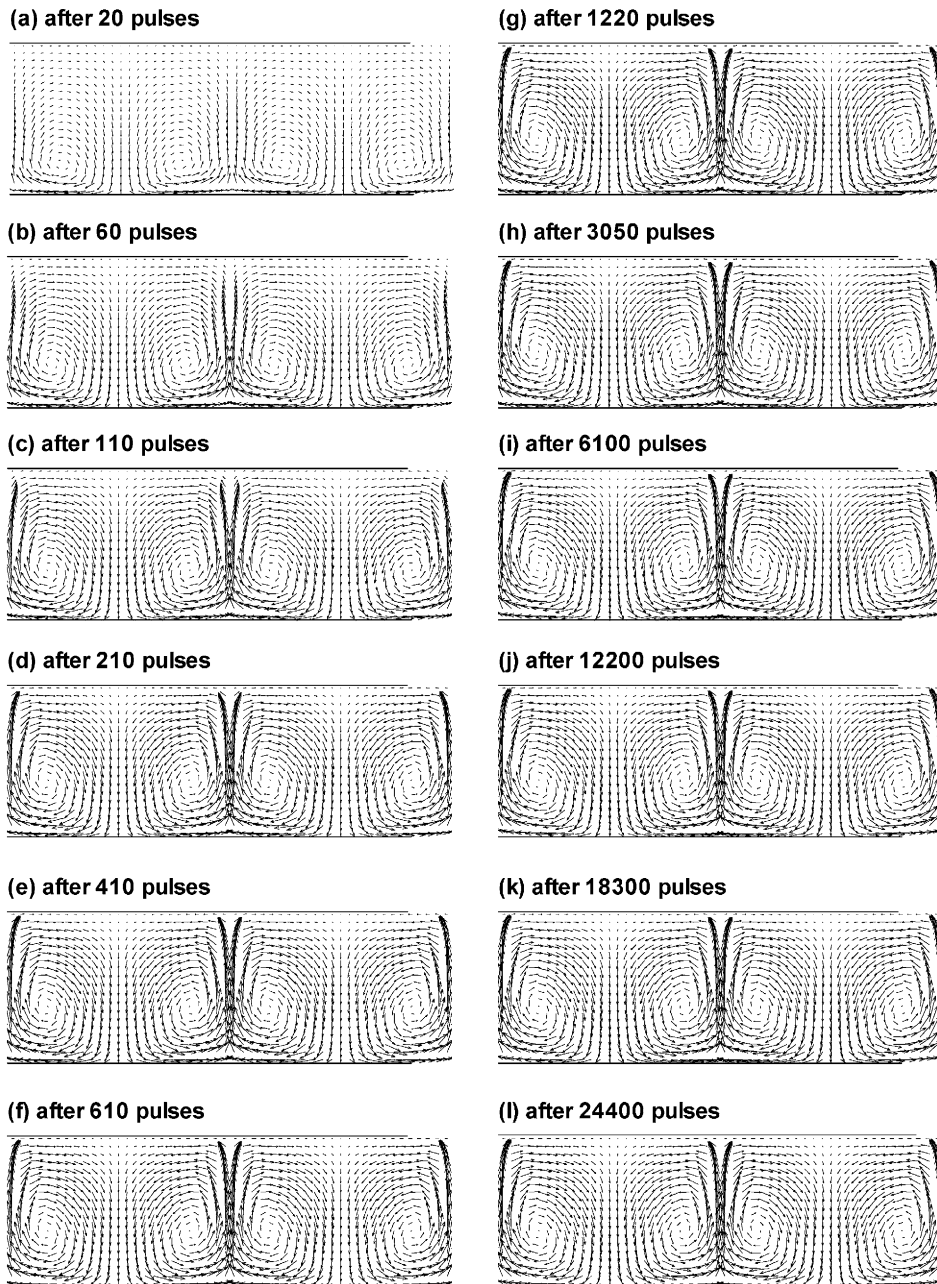 (a) after 20 pulses
(b) after 60 pulses
(c) after 110 pulses
(d) after 210 pulses
(e) after 410 pulses
(f) after 610 pulses
(g) after 1220 pulses
(h) after 3050 pulses
(i) after 6100 pulses
(j) after 12200 pulses
(k) after 18300 pulses
(l) after 24400 pulses